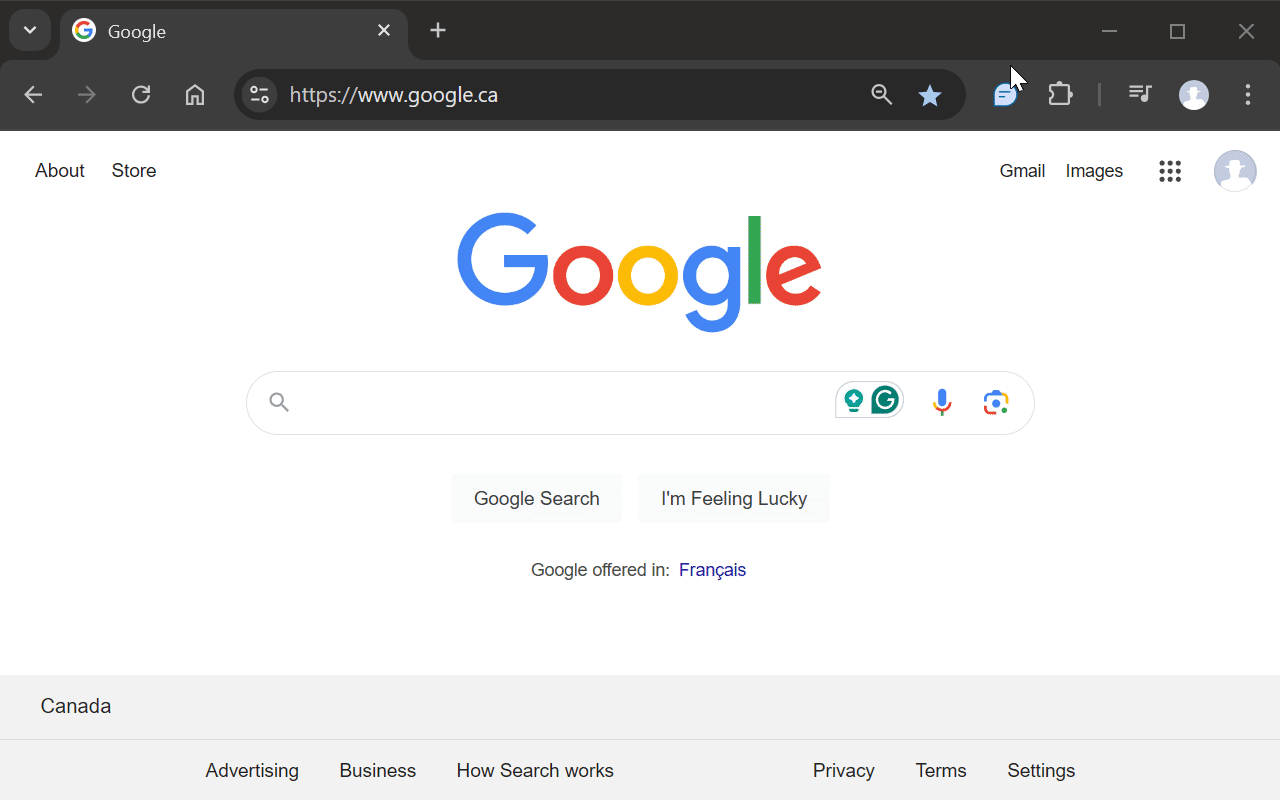 Google
https://www.google.ca
About Store Gmail Images
Google
Google Search I'm Feeling Lucky
Google offered in: Français
Canada
Advertising Business How Search works Privacy Terms Settings